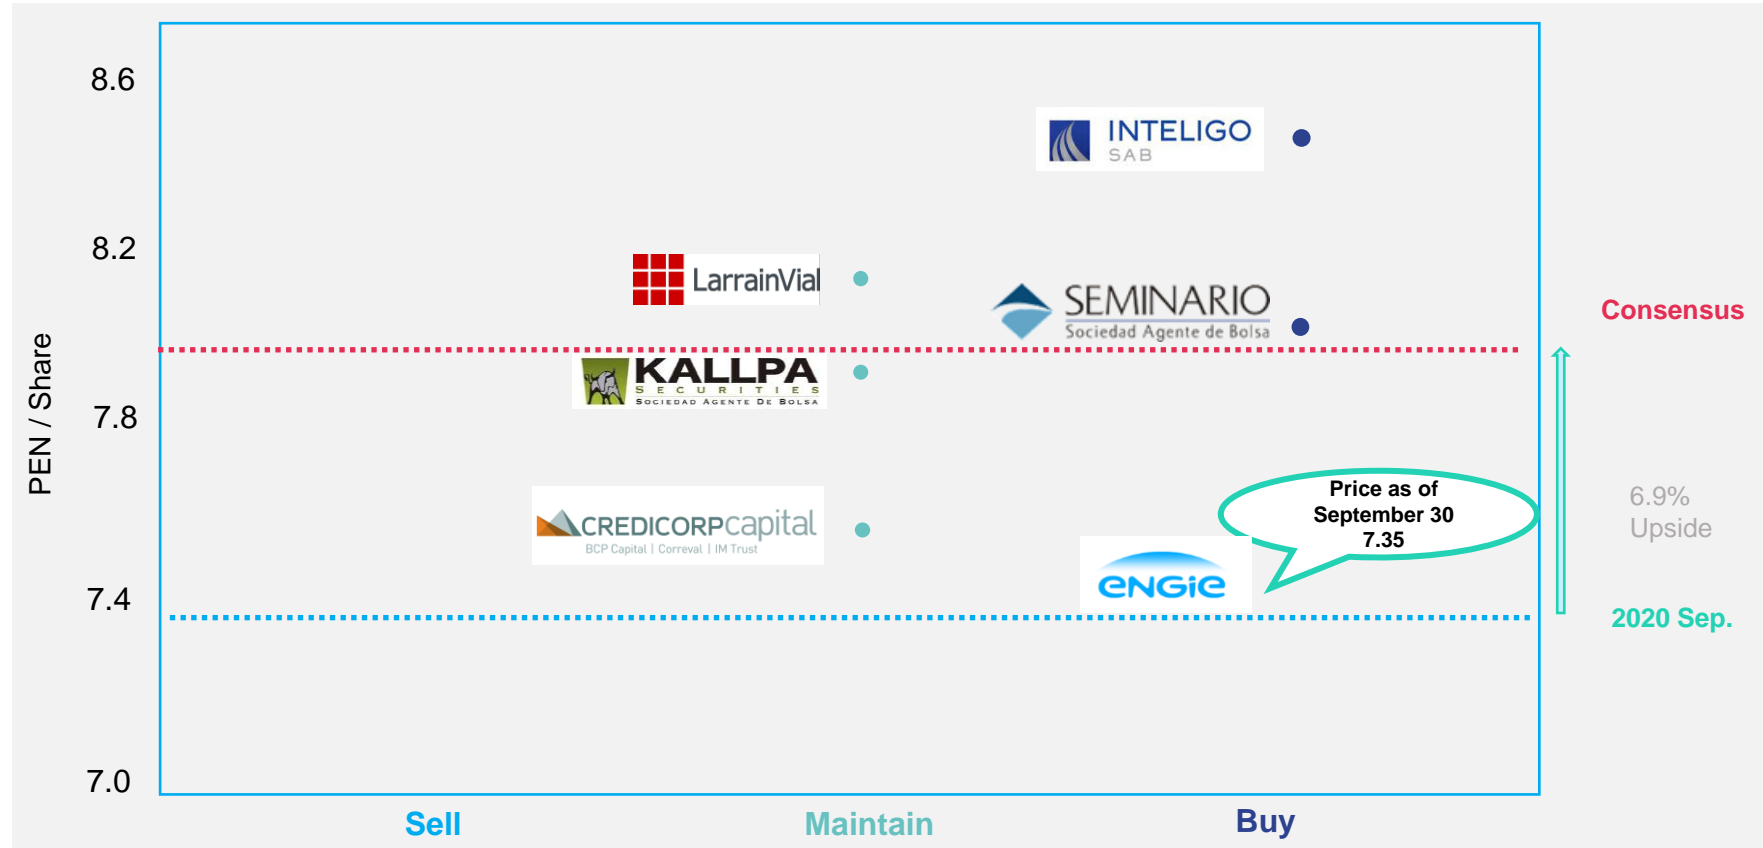 8.6
INTELIGO
SAB
8.2
LarrainVial
SEMINARIO
Sociedad Agente de Bolsa
Consensus
KALLPA
SECURITIES
SOCIEDAD AGENTE DE BOLSA
PEN / Share
7.8
Price as of
September 30
7.35
6.9%
Upside
CREDICORPCapital
BCP Capital | Correval | IM Trust
ENGIE
7.4
2020 Sep.
7.0
Sell
Maintain
Buy